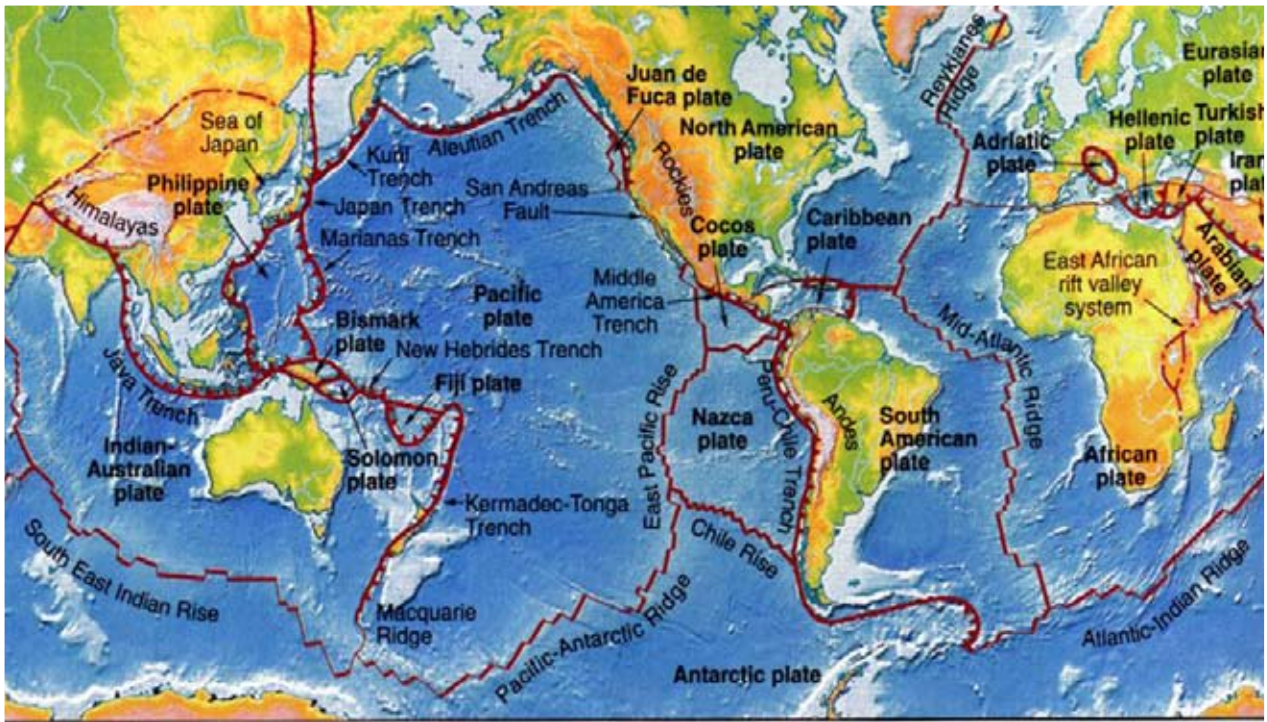 Eurasian
plate
Reykjanes
Ridge
Juan de
Fuca plate
North American
plate
Hellenic
plate
Turkish
plate
Adriatic
plate
Iran
plat
Sea of
Japan
Aleutian Trench
Kuril
Trench
Rockies
Philippine
plate
San Andreas
Fault
Japan Trench
Himalayas
Marianas Trench
Cocos
plate
Caribbean
plate
Arabian
plate
East African
rift valley
system
Middle
America
Trench
Pacific
plate
Bismark
plate
New Hebrides Trench
Fiji plate
Mid-Atlantic Ridge
Java Trench
Peru-Chile Trench
Andes
East Pacific Rise
Nazca
plate
South
American
plate
Indian-
Australian
plate
Solomon
plate
African
plate
Kermadec-Tonga
Trench
Chile Rise
South East Indian Rise
Macquarie
Ridge
Pacific-Antarctic Ridge
Atlantic-Indian Ridge
Antarctic plate